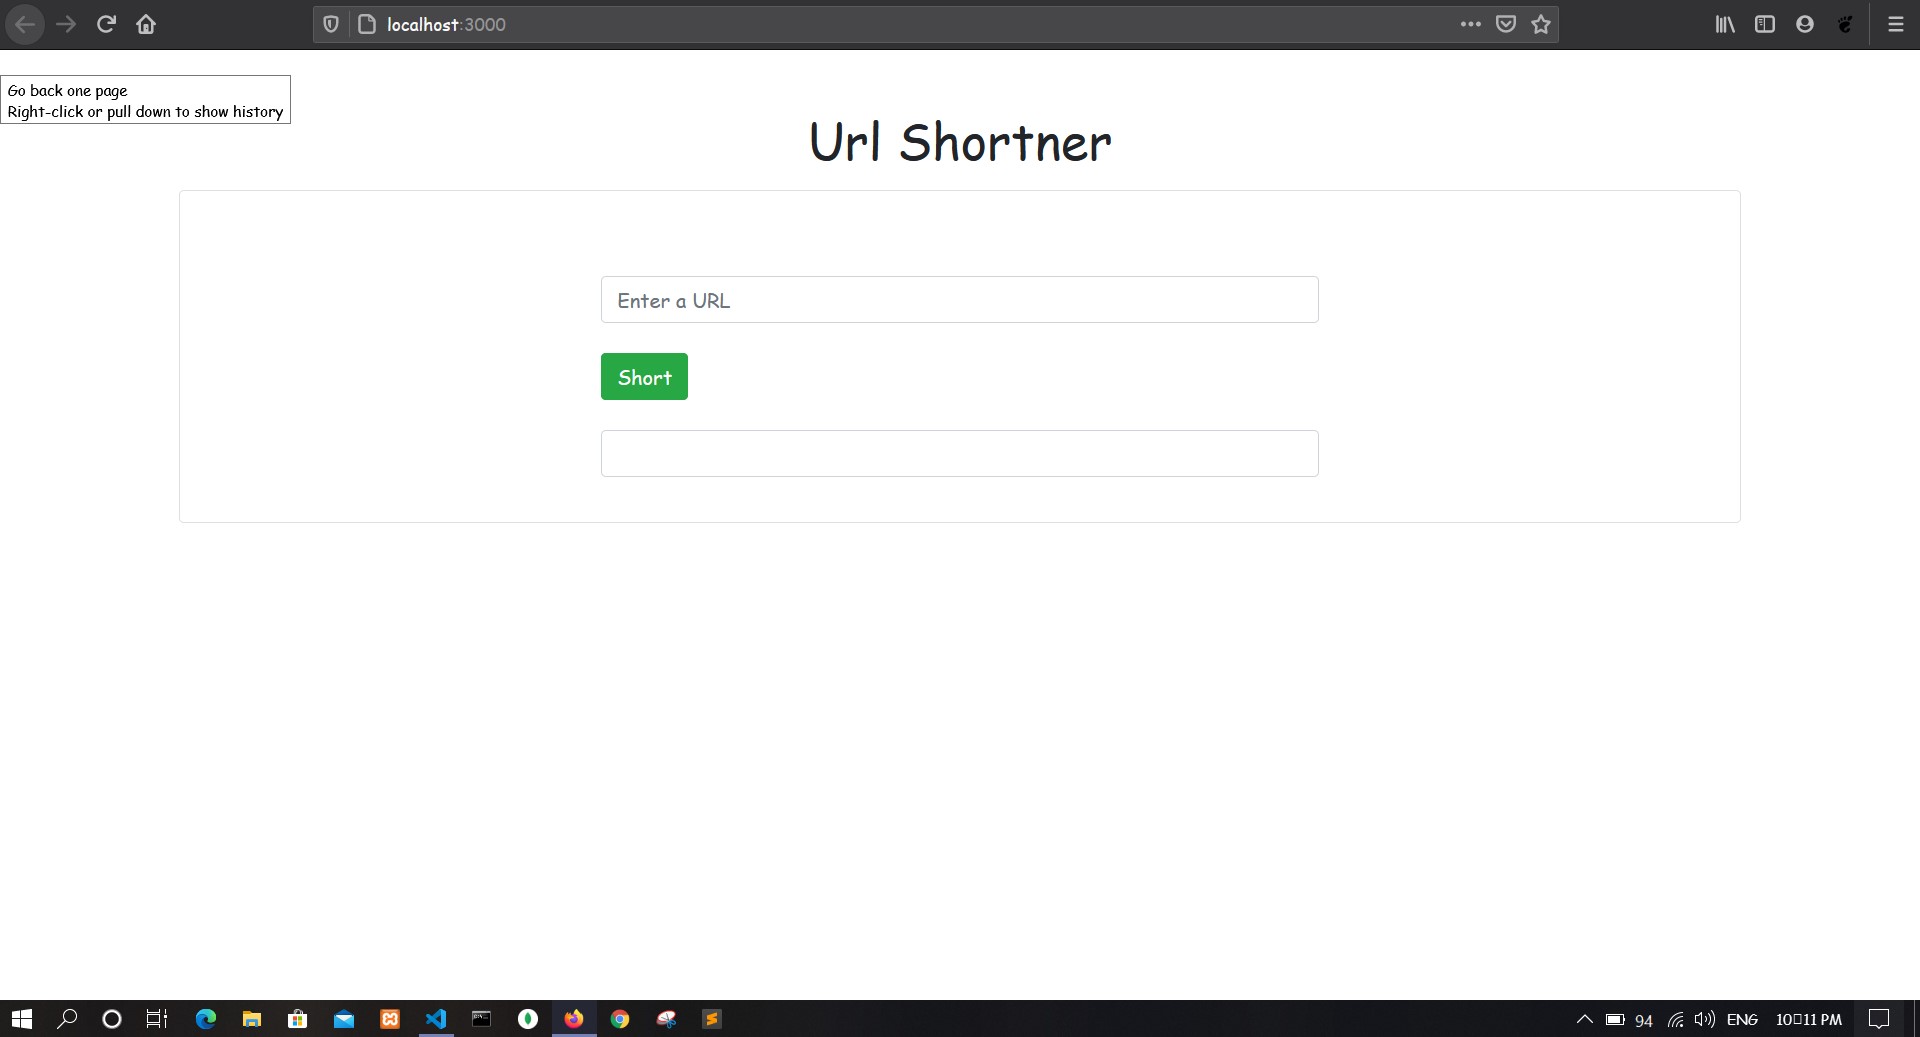 localhost:3000
Go back one page
Right-click or pull down to show history
Url Shortner
Enter a URL
Short
94 ENG 10▯11 PM